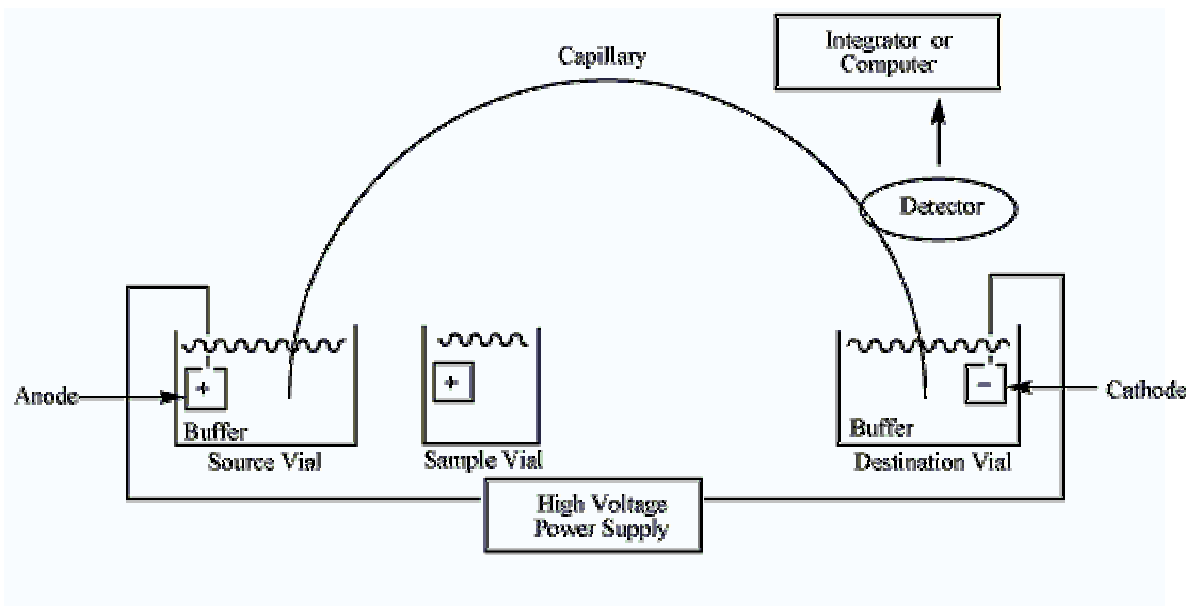 Capillary
Integrator or
Computer
Detector
Anode
+
Buffer
Source Vial
+
Sample Vial
Buffer
-
Destination Vial
Cathode
High Voltage
Power Supply